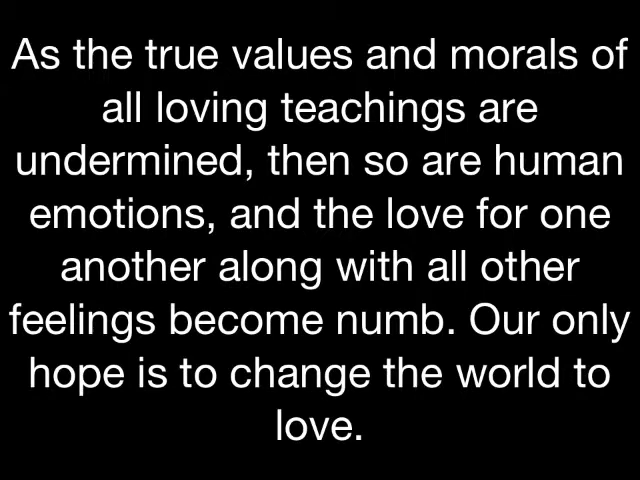 As the true values and morals of
all loving teachings are
undermined, then so are human
emotions, and the love for one
another along with all other
feelings become numb. Our only
hope is to change the world to
love.